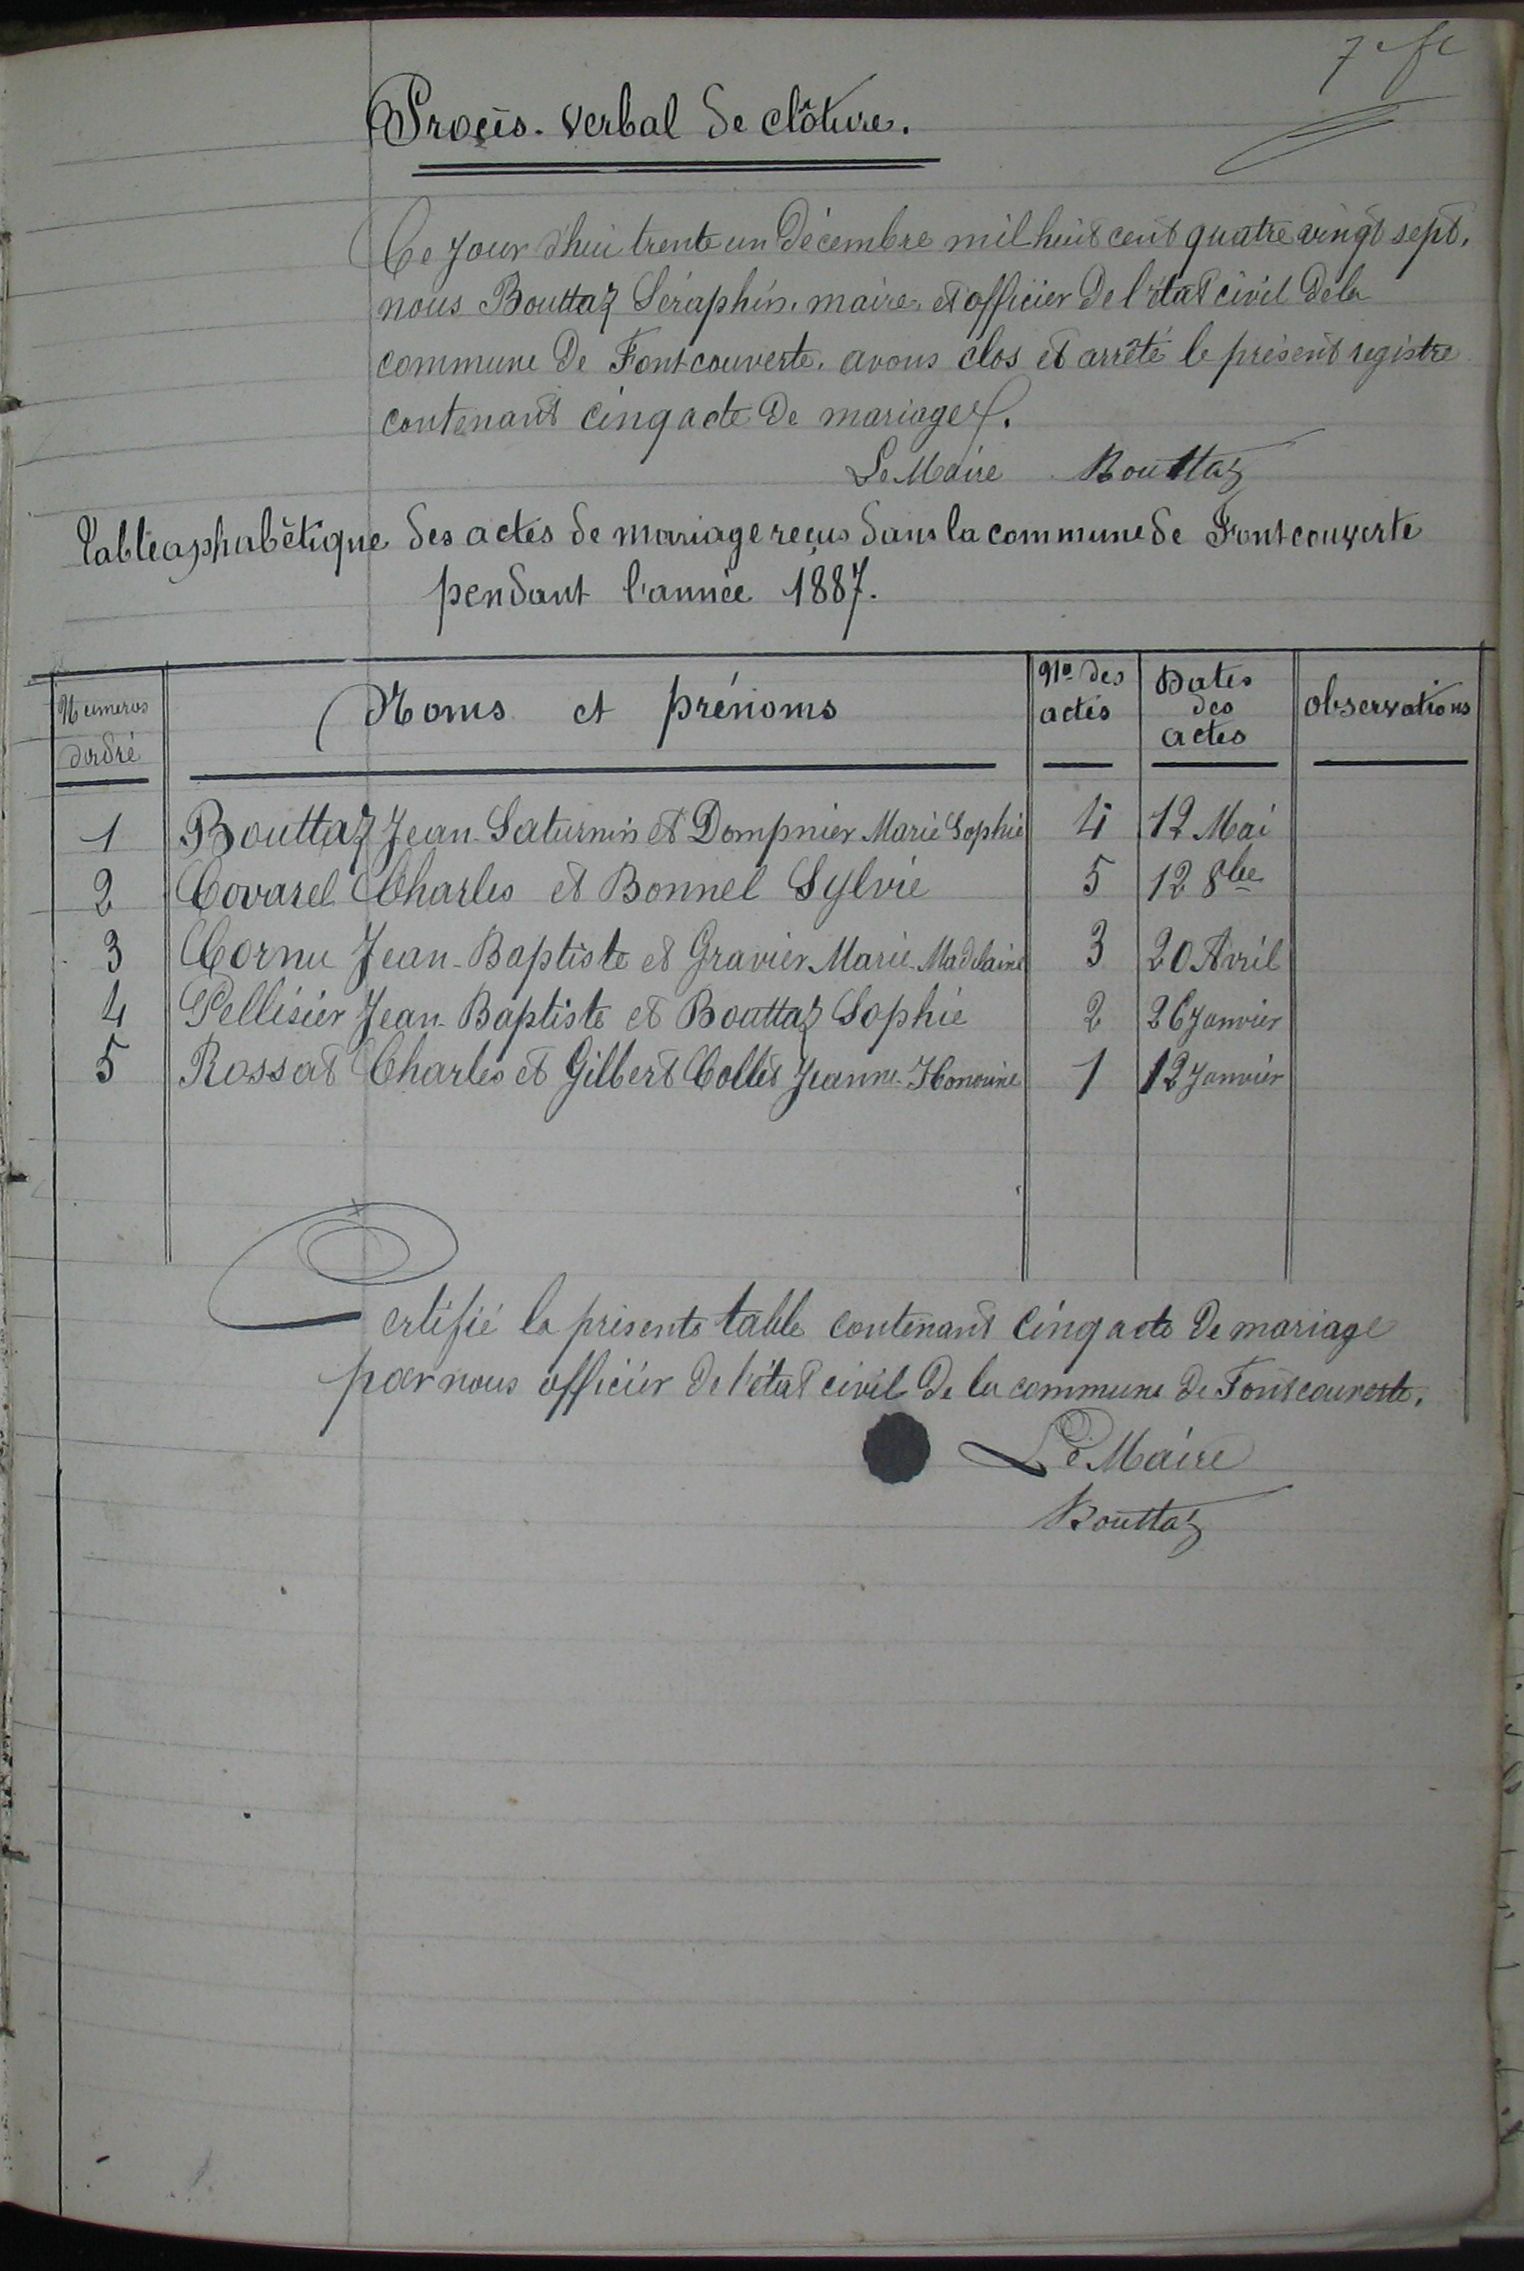 7e ft
Procès-verbal de clôture.
Ce jour d'hui trente un décembre mil huit cent quatre vingt sept,
nous Bouttaz Séraphin, maire, et officier de l'état civil de la
commune de Fontcouverte, avons clos et arrêté le présent registre
contenant cinq acte de mariages.
Le Maire Bouttaz
Table aphabétique des actes de mariage reçus dans la commune de Fontcouverte
pendant l'année 1887.
Numeros d'ordre Noms et prénoms No des actes Dates des actes observations
1 Bouttaz Jean-Saturnin et Dompnier Marie Sophie 4 12 Mai
2 Covarel Charles et Bonnel Sylvie 5 12 8bre
3 Cornu Jean-Baptiste et Gravier Marie-Madelaine 3 20 Avril
4 Pellisier Jean-Baptiste et Bouttaz Sophie 2 26 Janvier
5 Rossat Charles et Gilbert Collet Jeanne-Honorine 1 12 Janvier
Certifié la présente table contenant cinq acte de mariage
par nous officier de l'état civil de la commune de Fontcouverte.
Le Maire
Bouttaz